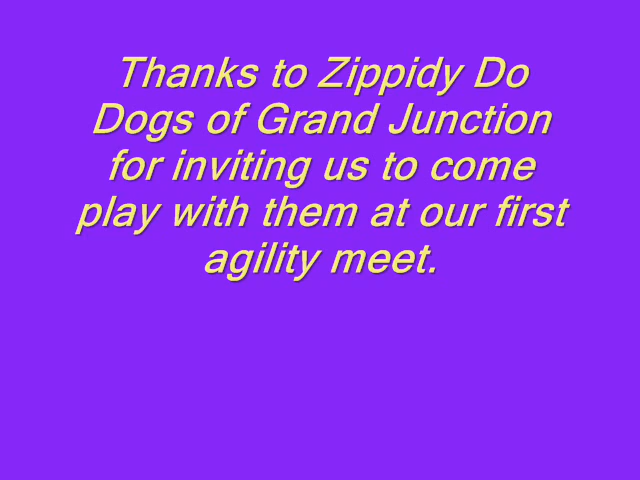 Thanks to Zippidy Do
Dogs of Grand Junction
for inviting us to come
play with them at our first
agility meet.